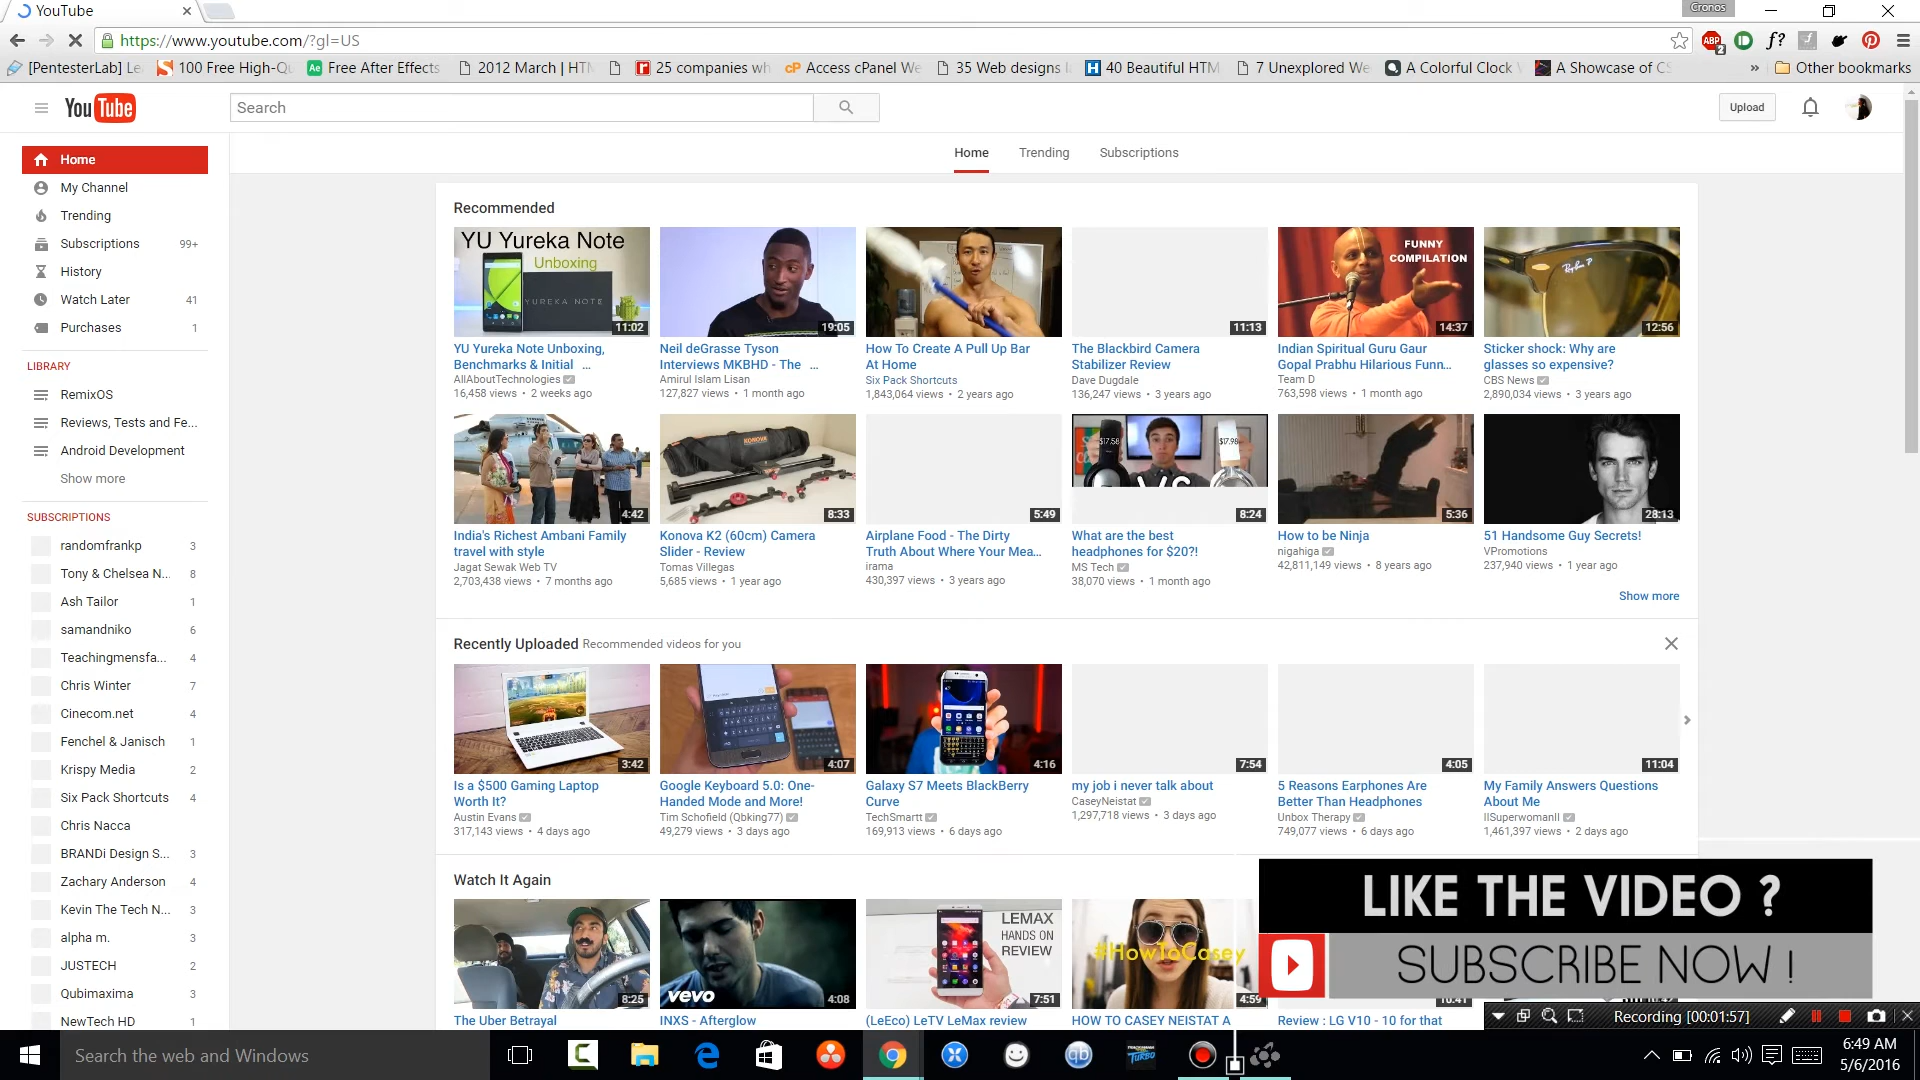 YouTube
Cronos
https://www.youtube.com/?gl=US
ABP
2
f?
[PentesterLab] Le
100 Free High-Qu
Ae Free After Effects
2012 March | HTM
25 companies wh
cP Access cPanel We
35 Web designs
H 40 Beautiful HTM
7 Unexplored We
A Colorful Clock
A Showcase of CS
» Other bookmarks
YouTube
Search
Upload
Home
Trending
Subscriptions
Home
My Channel
Trending
Subscriptions 99+
History
Watch Later 41
Purchases 1
LIBRARY
RemixOS
Reviews, Tests and Fe...
Android Development
Show more
SUBSCRIPTIONS
randomfrankp 3
Tony & Chelsea N... 8
Ash Tailor 1
samandniko 6
Teachingmensfa... 4
Chris Winter 7
Cinecom.net 4
Fenchel & Janisch 1
Krispy Media 2
Six Pack Shortcuts 4
Chris Nacca
BRANDi Design S... 3
Zachary Anderson 4
Kevin The Tech N... 3
alpha m. 3
JUSTECH 2
Qubimaxima 3
NewTech HD 1
Recommended
YU Yureka Note
Unboxing
YUREKA NOTE
11:02
YU Yureka Note Unboxing,
Benchmarks & Initial ...
AllAboutTechnologies
16,458 views • 2 weeks ago
19:05
Neil deGrasse Tyson
Interviews MKBHD - The ...
Amirul Islam Lisan
127,827 views • 1 month ago
How To Create A Pull Up Bar
At Home
Six Pack Shortcuts
1,843,064 views • 2 years ago
11:13
The Blackbird Camera
Stabilizer Review
Dave Dugdale
136,247 views • 3 years ago
FUNNY
COMPILATION
14:37
Indian Spiritual Guru Gaur
Gopal Prabhu Hilarious Funn...
Team D
763,598 views • 1 month ago
Ray-Ban P
12:56
Sticker shock: Why are
glasses so expensive?
CBS News
2,890,034 views • 3 years ago
4:42
India's Richest Ambani Family
travel with style
Jagat Sewak Web TV
2,703,438 views • 7 months ago
KONOVA
8:33
Konova K2 (60cm) Camera
Slider - Review
Tomas Villegas
5,685 views • 1 year ago
5:49
Airplane Food - The Dirty
Truth About Where Your Mea...
irama
430,397 views • 3 years ago
$17.58
$17.98
8:24
What are the best
headphones for $20?!
MS Tech
38,070 views • 1 month ago
5:36
How to be Ninja
nigahiga
42,811,149 views • 8 years ago
28:13
51 Handsome Guy Secrets!
VPromotions
237,940 views • 1 year ago
Show more
Recently Uploaded Recommended videos for you
3:42
Is a $500 Gaming Laptop
Worth It?
Austin Evans
317,143 views • 4 days ago
4:07
Google Keyboard 5.0: One-
Handed Mode and More!
Tim Schofield (Qbking77)
49,279 views • 3 days ago
4:16
Galaxy S7 Meets BlackBerry
Curve
TechSmartt
169,913 views • 6 days ago
7:54
my job i never talk about
CaseyNeistat
1,297,718 views • 3 days ago
4:05
5 Reasons Earphones Are
Better Than Headphones
Unbox Therapy
749,077 views • 6 days ago
11:04
My Family Answers Questions
About Me
IISuperwomanII
1,461,397 views • 2 days ago
Watch It Again
8:25
The Uber Betrayal
vevo
4:08
INXS - Afterglow
LEMAX
HANDS ON
REVIEW
7:51
(LeEco) LeTV LeMax review
#HowToCasey
4:59
HOW TO CASEY NEISTAT A
10:41
Review : LG V10 - 10 for that
LIKE THE VIDEO ?
SUBSCRIBE NOW !
Recording [00:01:57]
Search the web and Windows
qb
TURBO
6:49 AM
5/6/2016